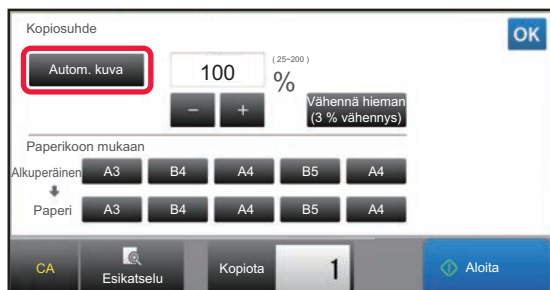 Kopiosuhde
OK
Autom. kuva
100
(25~200)
%
−
+
Vähennä hieman
(3 % vähennys)
Paperikoon mukaan
Alkuperäinen A3 B4 A4 B5 A4
Paperi A3 B4 A4 B5 A4
CA
Esikatselu
Kopiota
1
Aloita